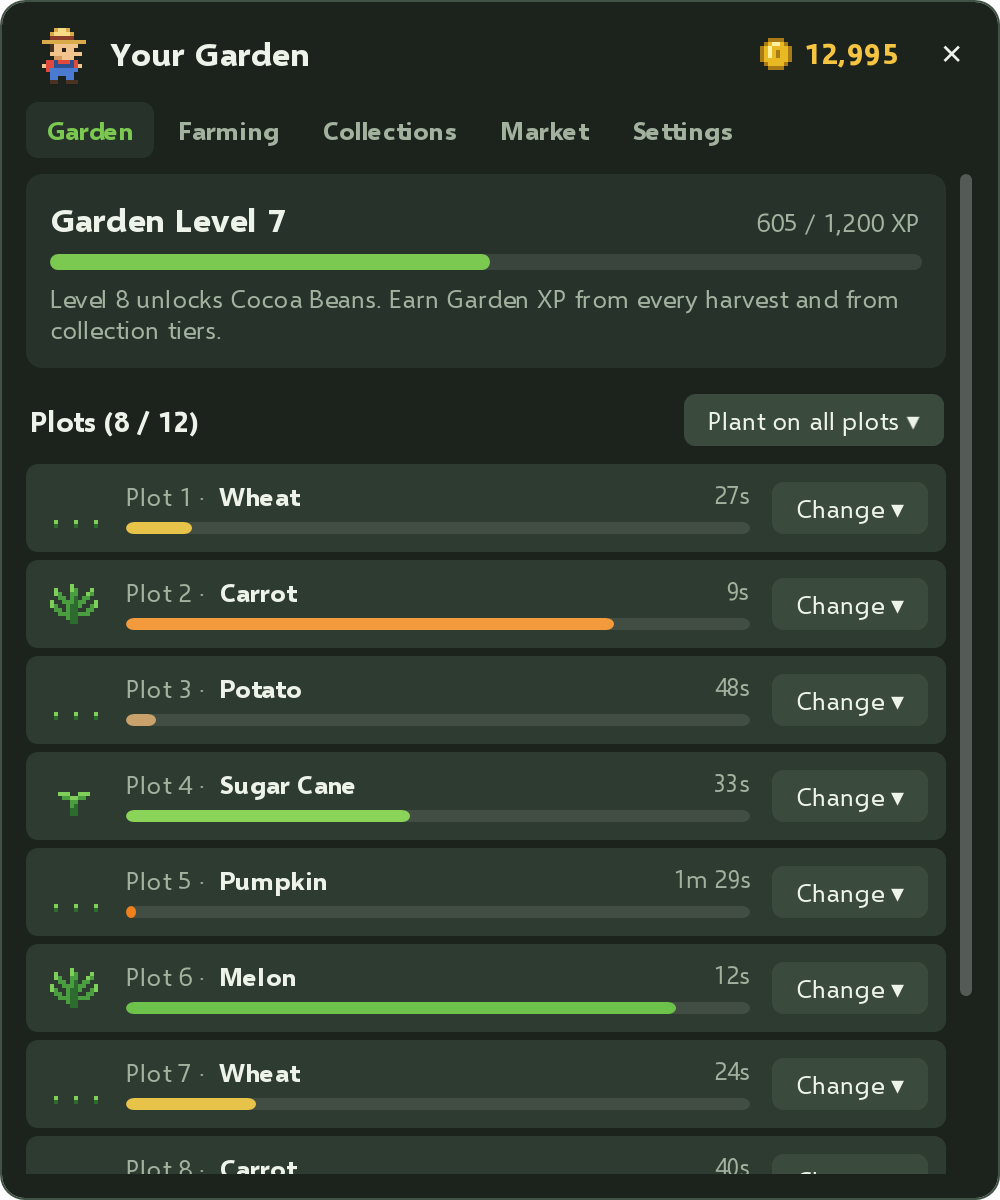 Your Garden
12,995 ✕
Garden Farming Collections Market Settings
Garden Level 7
605 / 1,200 XP
Level 8 unlocks Cocoa Beans. Earn Garden XP from every harvest and from
collection tiers.
Plots (8 / 12)
Plant on all plots ▾
Plot 1 · Wheat
27s
Change ▾
Plot 2 · Carrot
9s
Change ▾
Plot 3 · Potato
48s
Change ▾
Plot 4 · Sugar Cane
33s
Change ▾
Plot 5 · Pumpkin
1m 29s
Change ▾
Plot 6 · Melon
12s
Change ▾
Plot 7 · Wheat
24s
Change ▾
Plot 8 · Carrot
40s